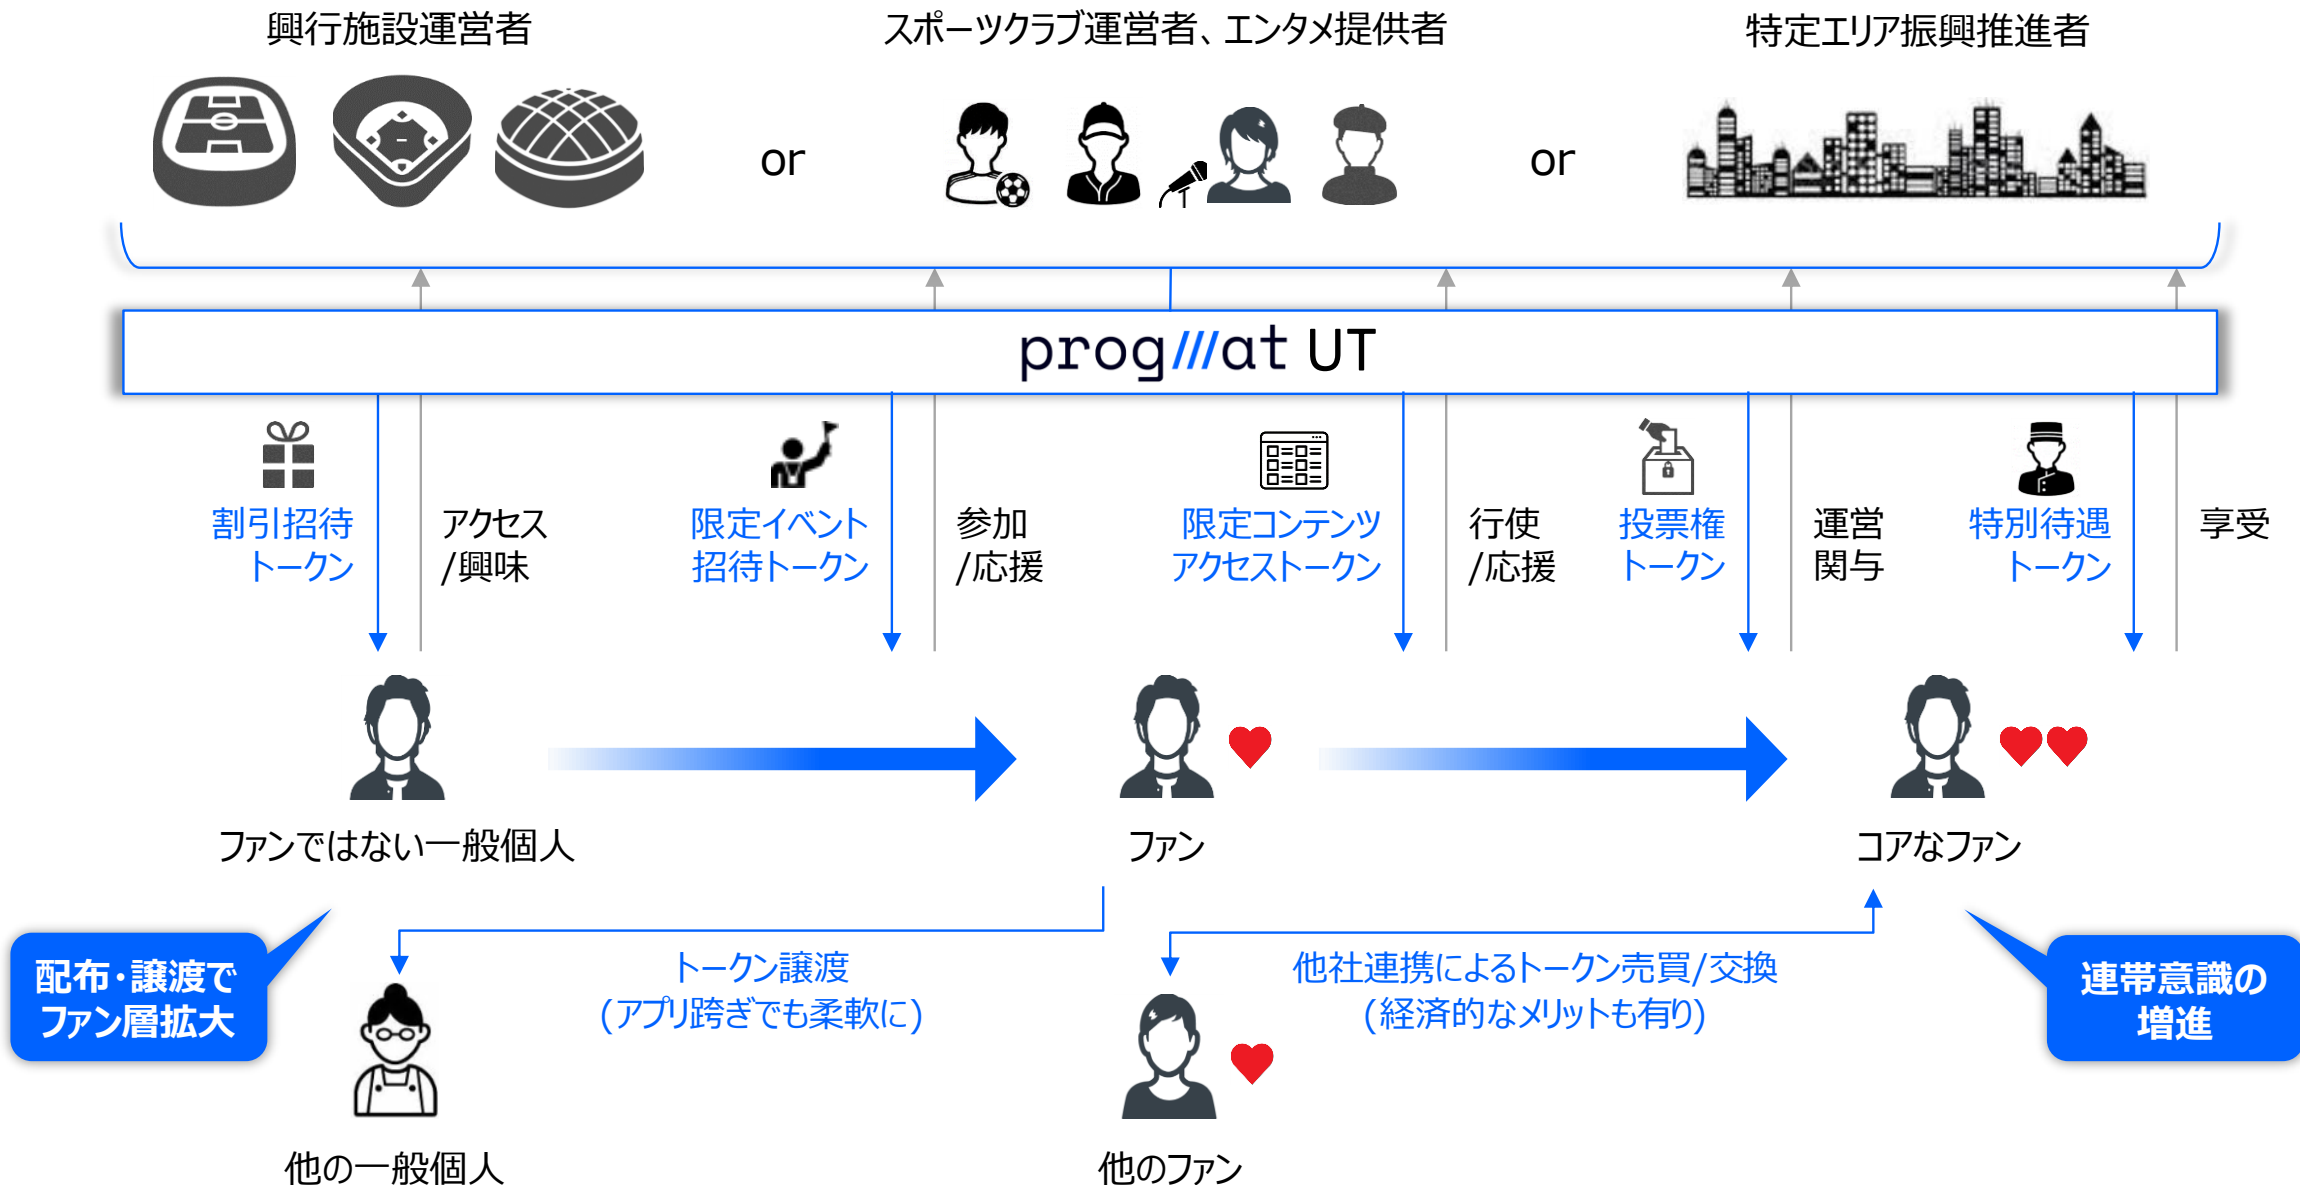 興行施設運営者
スポーツクラブ運営者、エンタメ提供者
特定エリア振興推進者
or
or
prog///at UT
割引招待
トークン
アクセス
/興味
限定イベント
招待トークン
参加
/応援
限定コンテンツ
アクセストークン
行使
/応援
投票権
トークン
運営
関与
特別待遇
トークン
享受
ファンではない一般個人
ファン
コアなファン
配布・譲渡で
ファン層拡大
トークン譲渡
(アプリ跨ぎでも柔軟に)
他社連携によるトークン売買/交換
(経済的なメリットも有り)
連帯意識の
増進
他の一般個人
他のファン